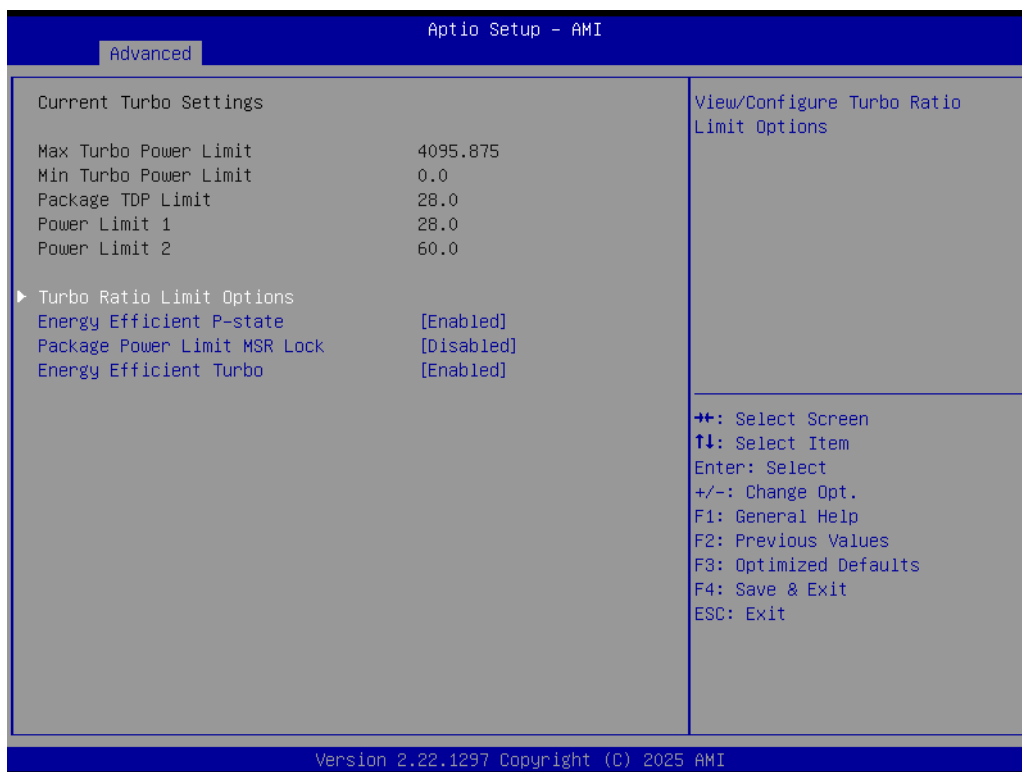 Aptio Setup - AMI
Advanced
Current Turbo Settings
Max Turbo Power Limit 4095.875
Min Turbo Power Limit 0.0
Package TDP Limit 28.0
Power Limit 1 28.0
Power Limit 2 60.0
▶ Turbo Ratio Limit Options
Energy Efficient P-state [Enabled]
Package Power Limit MSR Lock [Disabled]
Energy Efficient Turbo [Enabled]
View/Configure Turbo Ratio
Limit Options
→←: Select Screen
↑↓: Select Item
Enter: Select
+/-: Change Opt.
F1: General Help
F2: Previous Values
F3: Optimized Defaults
F4: Save & Exit
ESC: Exit
Version 2.22.1297 Copyright (C) 2025 AMI